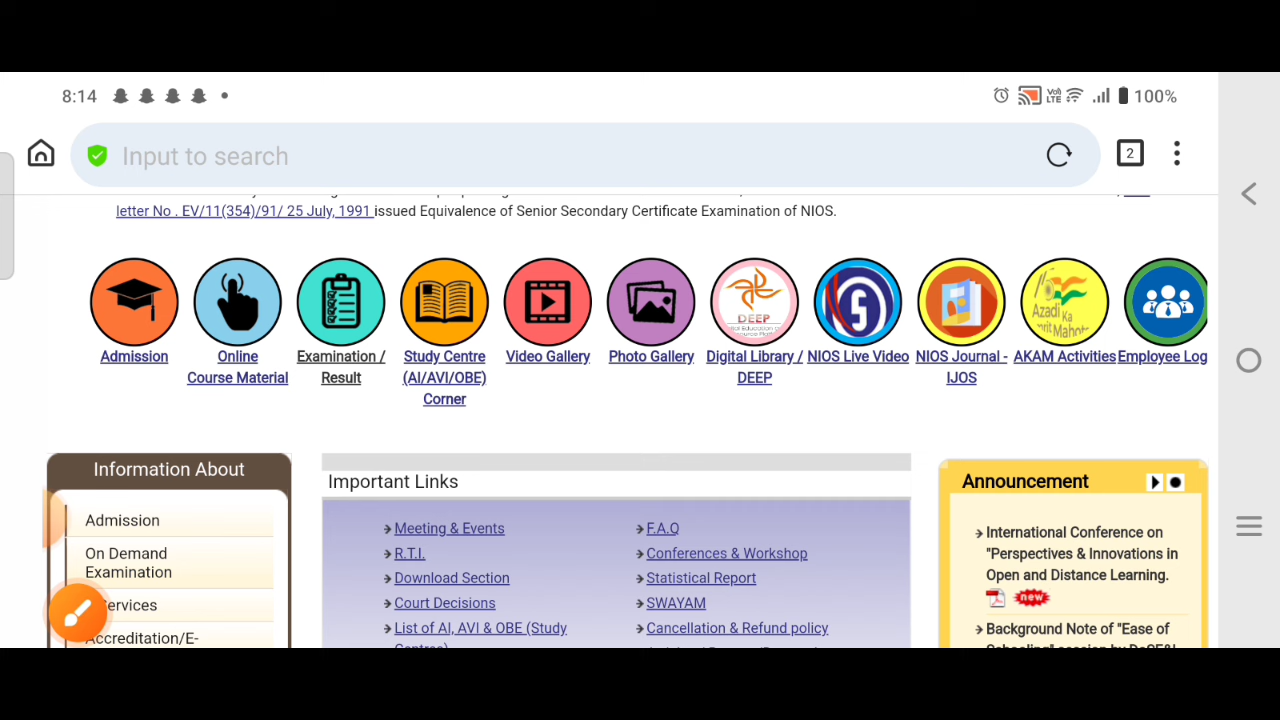 8:14
VoI)
LTE
100%
Input to search
2
letter No . EV/11(354)/91/ 25 July, 1991 issued Equivalence of Senior Secondary Certificate Examination of NIOS.
DEEP
Azadi Ka
Admission
Online
Course Material
Examination /
Result
Study Centre
(AI/AVI/OBE)
Corner
Video Gallery
Photo Gallery
Digital Library /
DEEP
NIOS Live Video
NIOS Journal -
IJOS
AKAM Activities
Employee Log
Information About
Admission
On Demand
Examination
Services
Accreditation/E-
Important Links
Meeting & Events
R.T.I.
Download Section
Court Decisions
List of AI, AVI & OBE (Study
F.A.Q
Conferences & Workshop
Statistical Report
SWAYAM
Cancellation & Refund policy
Announcement
International Conference on
"Perspectives & Innovations in
Open and Distance Learning.
new
Background Note of "Ease of